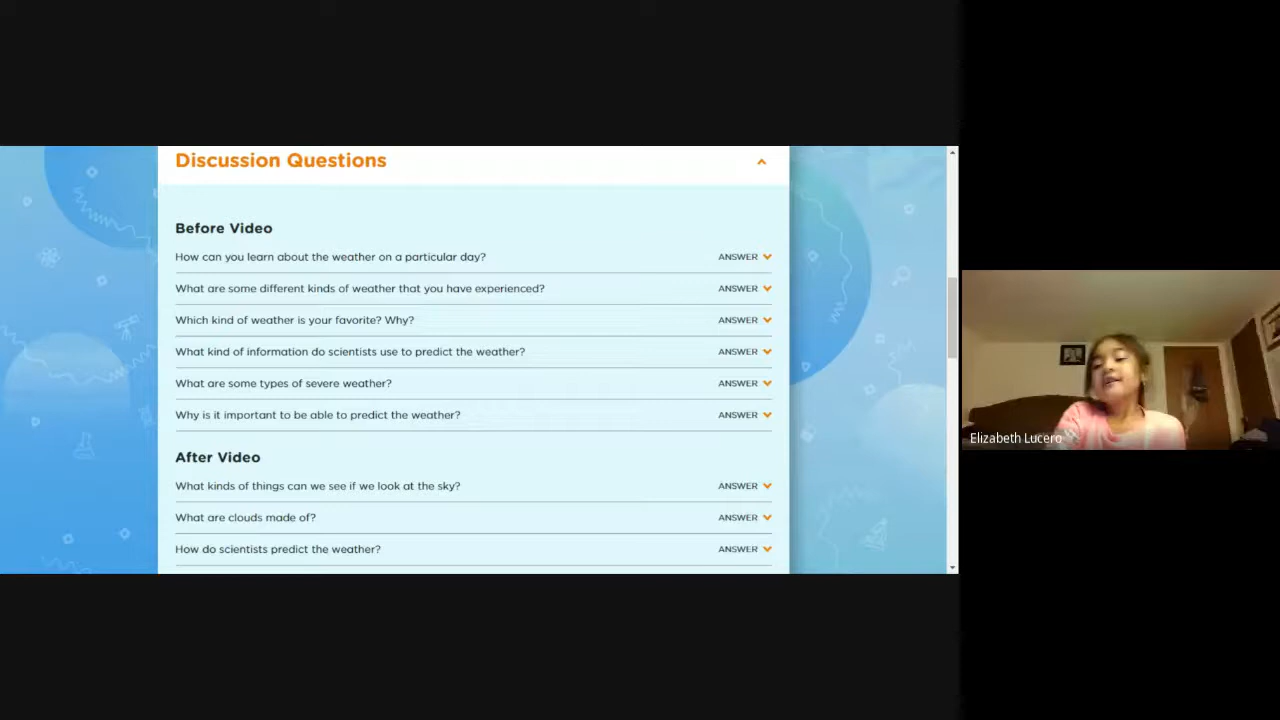 Discussion Questions
Before Video
How can you learn about the weather on a particular day? ANSWER
What are some different kinds of weather that you have experienced? ANSWER
Which kind of weather is your favorite? Why? ANSWER
What kind of information do scientists use to predict the weather? ANSWER
What are some types of severe weather? ANSWER
Why is it important to be able to predict the weather? ANSWER
After Video
What kinds of things can we see if we look at the sky? ANSWER
What are clouds made of? ANSWER
How do scientists predict the weather? ANSWER
Elizabeth Lucero